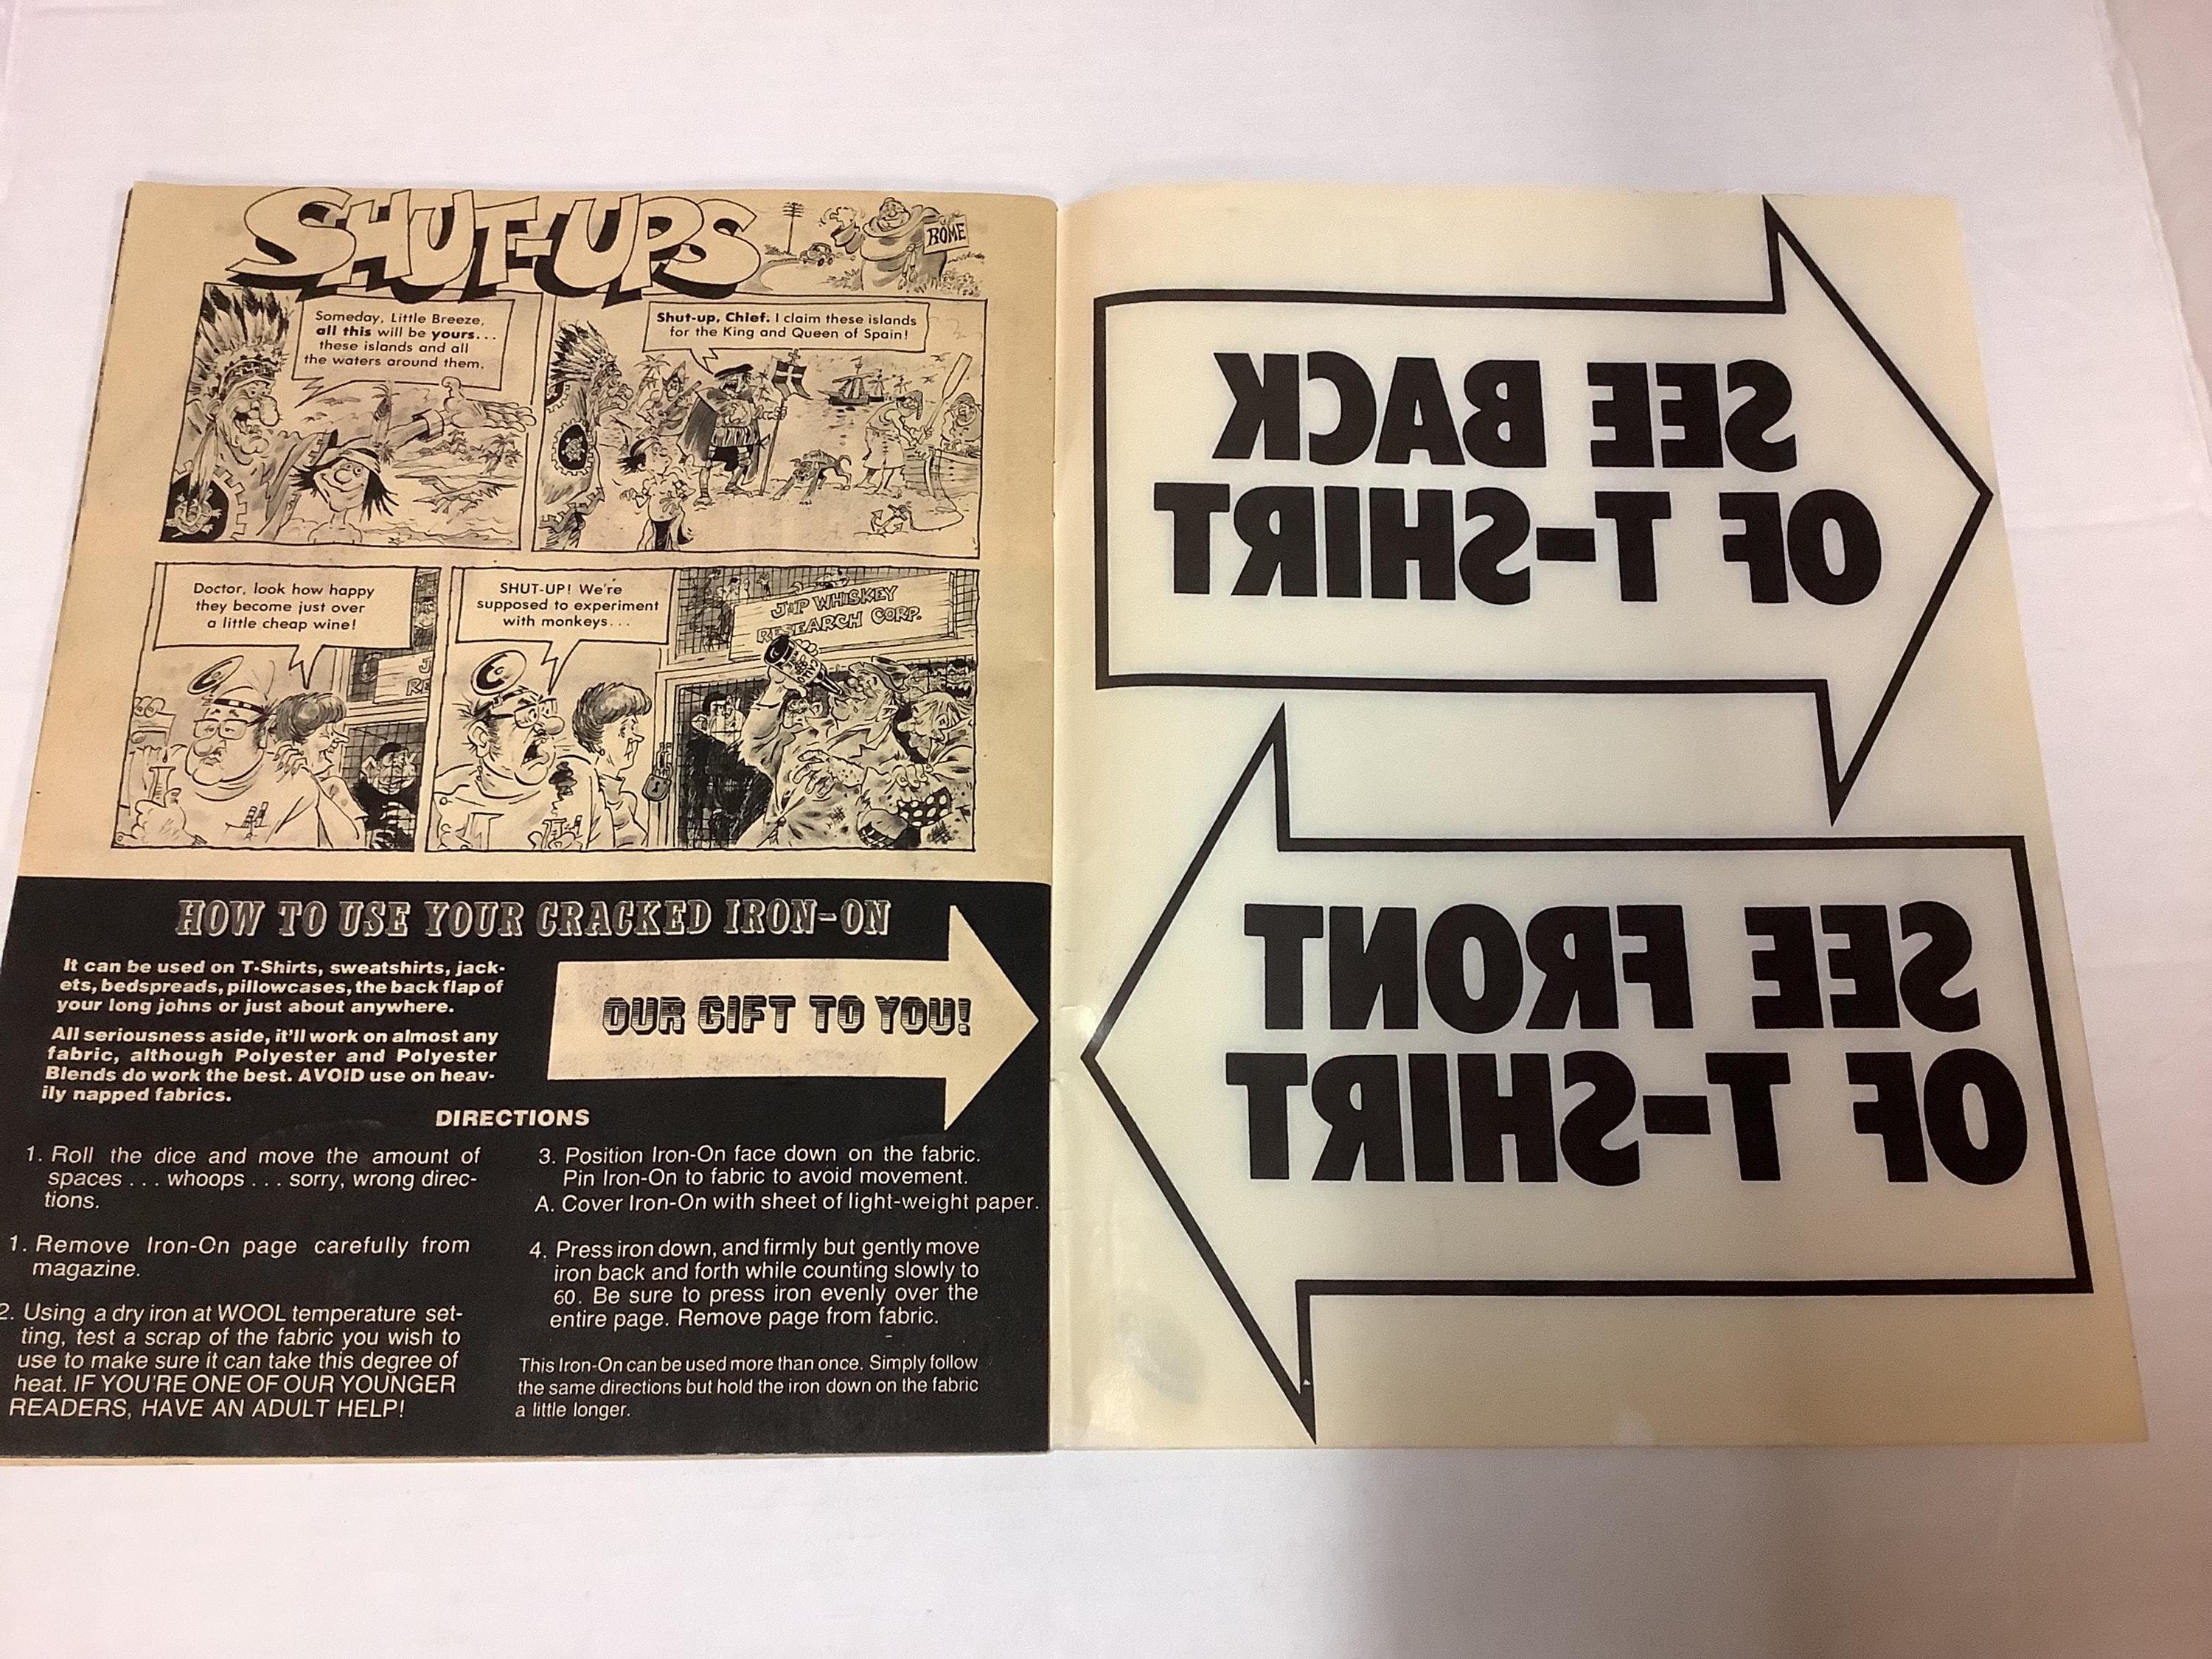 SHUT-UPS
ROME
Someday, Little Breeze,
all this will be yours...
these islands and all
the waters around them.
Shut-up, Chief. I claim these islands
for the King and Queen of Spain!
Doctor, look how happy
they become just over
a little cheap wine!
SHUT-UP! We're
supposed to experiment
with monkeys...
WHISKEY
RESEARCH CORP.
HOW TO USE YOUR CRACKED IRON-ON
It can be used on T-Shirts, sweatshirts, jack-
ets, bedspreads, pillowcases, the back flap of
your long johns or just about anywhere.
All seriousness aside, it'll work on almost any
fabric, although Polyester and Polyester
Blends do work the best. AVOID use on heav-
ily napped fabrics.
OUR GIFT TO YOU!
DIRECTIONS
1. Roll the dice and move the amount of
spaces . . . whoops . . . sorry, wrong direc-
tions.
1. Remove Iron-On page carefully from
magazine.
2. Using a dry iron at WOOL temperature set-
ting, test a scrap of the fabric you wish to
use to make sure it can take this degree of
heat. IF YOU'RE ONE OF OUR YOUNGER
READERS, HAVE AN ADULT HELP!
3. Position Iron-On face down on the fabric.
Pin Iron-On to fabric to avoid movement.
A. Cover Iron-On with sheet of light-weight paper.
4. Press iron down, and firmly but gently move
iron back and forth while counting slowly to
60. Be sure to press iron evenly over the
entire page. Remove page from fabric.
This Iron-On can be used more than once. Simply follow
the same directions but hold the iron down on the fabric
a little longer.
SEE BACK
OF T-SHIRT
SEE FRONT
OF T-SHIRT